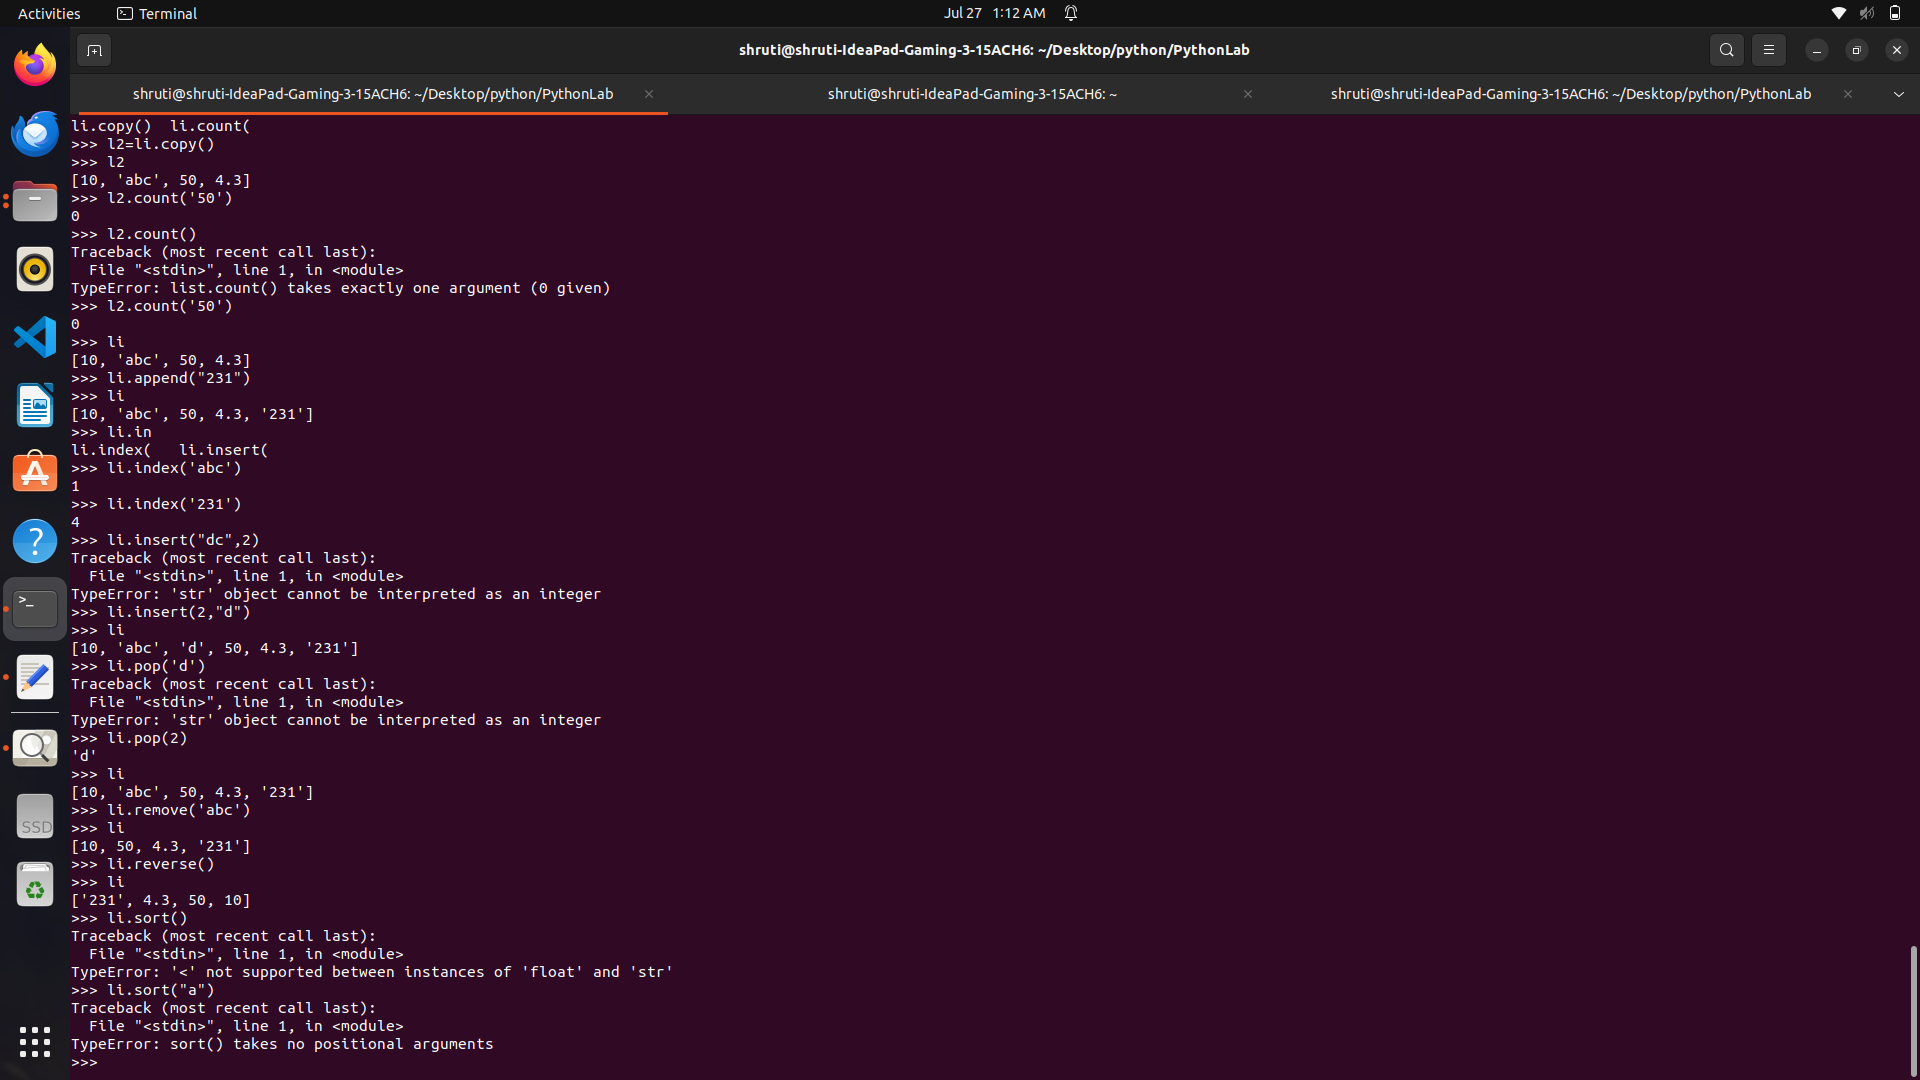 Activities
Terminal
Jul 27 1:12 AM
shruti@shruti-IdeaPad-Gaming-3-15ACH6: ~/Desktop/python/PythonLab
shruti@shruti-IdeaPad-Gaming-3-15ACH6: ~/Desktop/python/PythonLab
shruti@shruti-IdeaPad-Gaming-3-15ACH6: ~
shruti@shruti-IdeaPad-Gaming-3-15ACH6: ~/Desktop/python/PythonLab
li.copy()  li.count(
>>> l2=li.copy()
>>> l2
[10, 'abc', 50, 4.3]
>>> l2.count('50')
0
>>> l2.count()
Traceback (most recent call last):
  File "<stdin>", line 1, in <module>
TypeError: list.count() takes exactly one argument (0 given)
>>> l2.count('50')
0
>>> li
[10, 'abc', 50, 4.3]
>>> li.append("231")
>>> li
[10, 'abc', 50, 4.3, '231']
>>> li.in
li.index(   li.insert(
>>> li.index('abc')
1
>>> li.index('231')
4
>>> li.insert("dc",2)
Traceback (most recent call last):
  File "<stdin>", line 1, in <module>
TypeError: 'str' object cannot be interpreted as an integer
>>> li.insert(2,"d")
>>> li
[10, 'abc', 'd', 50, 4.3, '231']
>>> li.pop('d')
Traceback (most recent call last):
  File "<stdin>", line 1, in <module>
TypeError: 'str' object cannot be interpreted as an integer
>>> li.pop(2)
'd'
>>> li
[10, 'abc', 50, 4.3, '231']
>>> li.remove('abc')
>>> li
[10, 50, 4.3, '231']
>>> li.reverse()
>>> li
['231', 4.3, 50, 10]
>>> li.sort()
Traceback (most recent call last):
  File "<stdin>", line 1, in <module>
TypeError: '<' not supported between instances of 'float' and 'str'
>>> li.sort("a")
Traceback (most recent call last):
  File "<stdin>", line 1, in <module>
TypeError: sort() takes no positional arguments
>>>
SSD